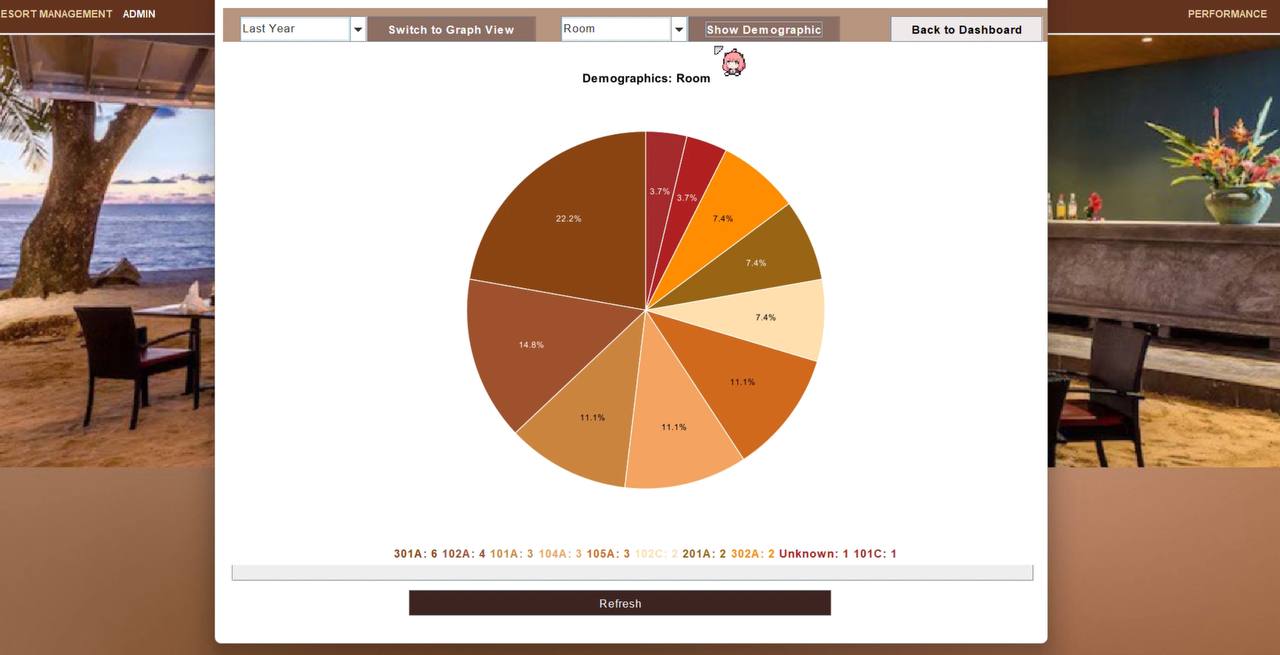 ESORT MANAGEMENT ADMIN PERFORMANCE
Last Year Switch to Graph View Room Show Demographic Back to Dashboard
Demographics: Room
3.7%
3.7%
7.4%
7.4%
7.4%
11.1%
11.1%
11.1%
14.8%
22.2%
301A: 6 102A: 4 101A: 3 104A: 3 105A: 3 102C: 2 201A: 2 302A: 2 Unknown: 1 101C: 1
Refresh